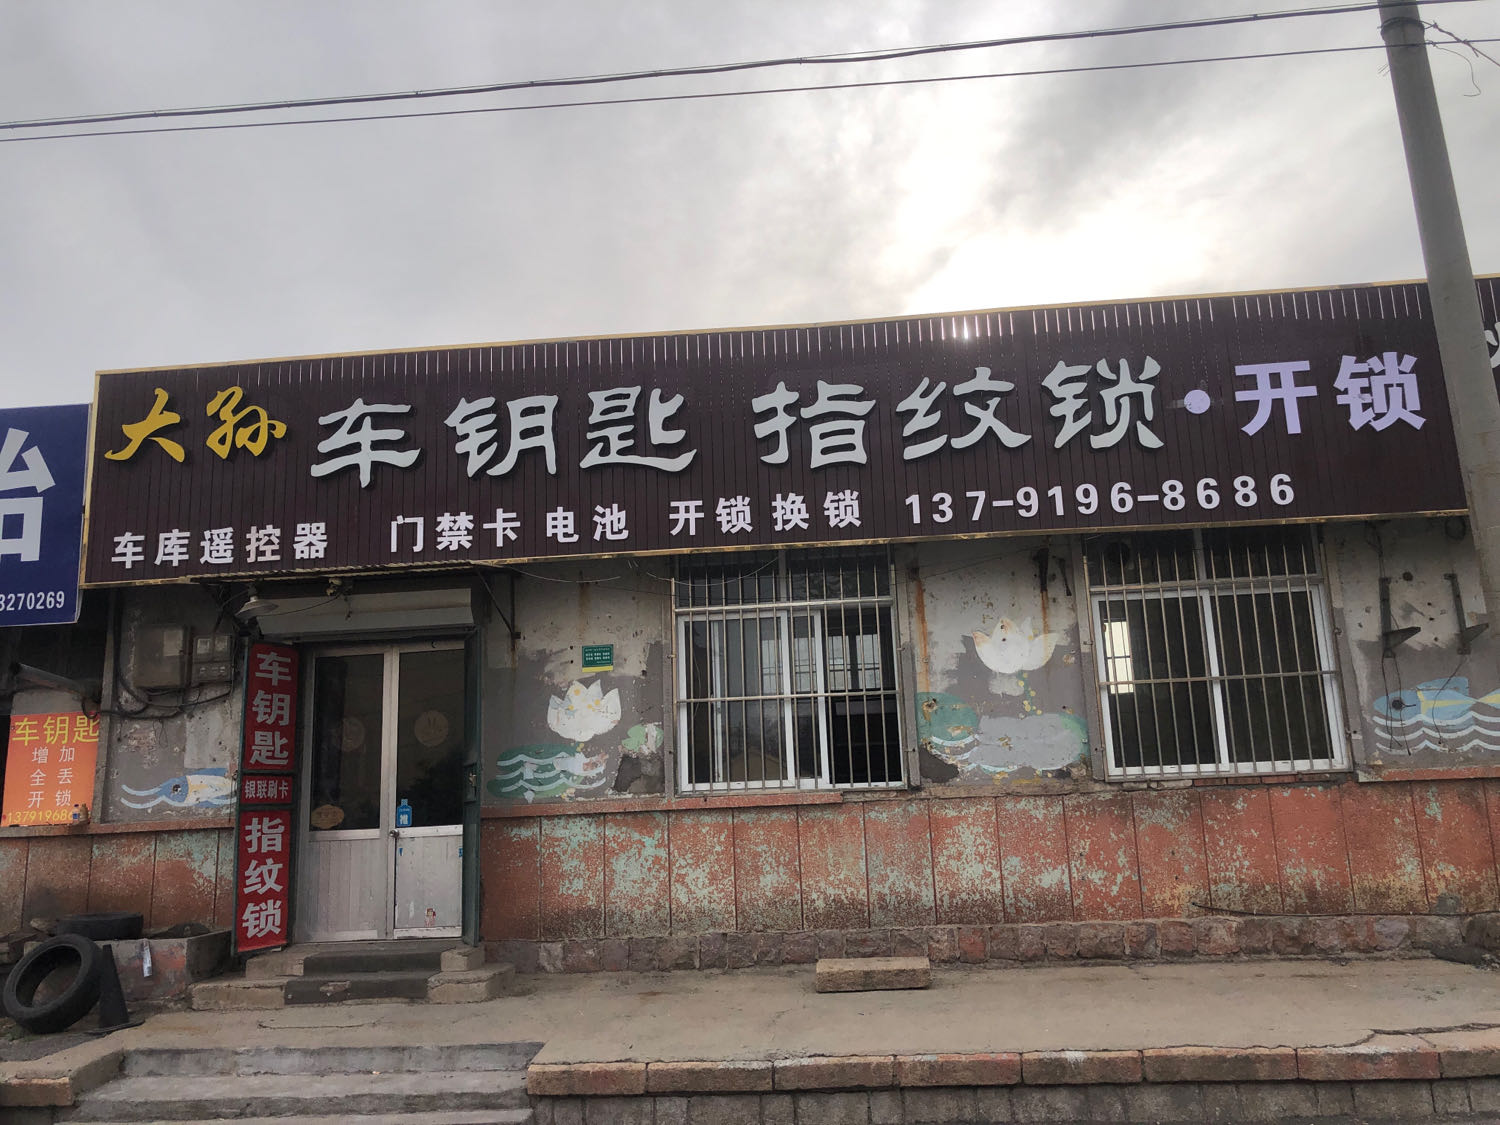 大孙 车钥匙 指纹锁·开锁
车库遥控器 门禁卡 电池 开锁 换锁 137-9196-8686
胎
3270269
车钥匙
增加
全丢
开锁
车钥匙
银联刷卡
指纹锁
推